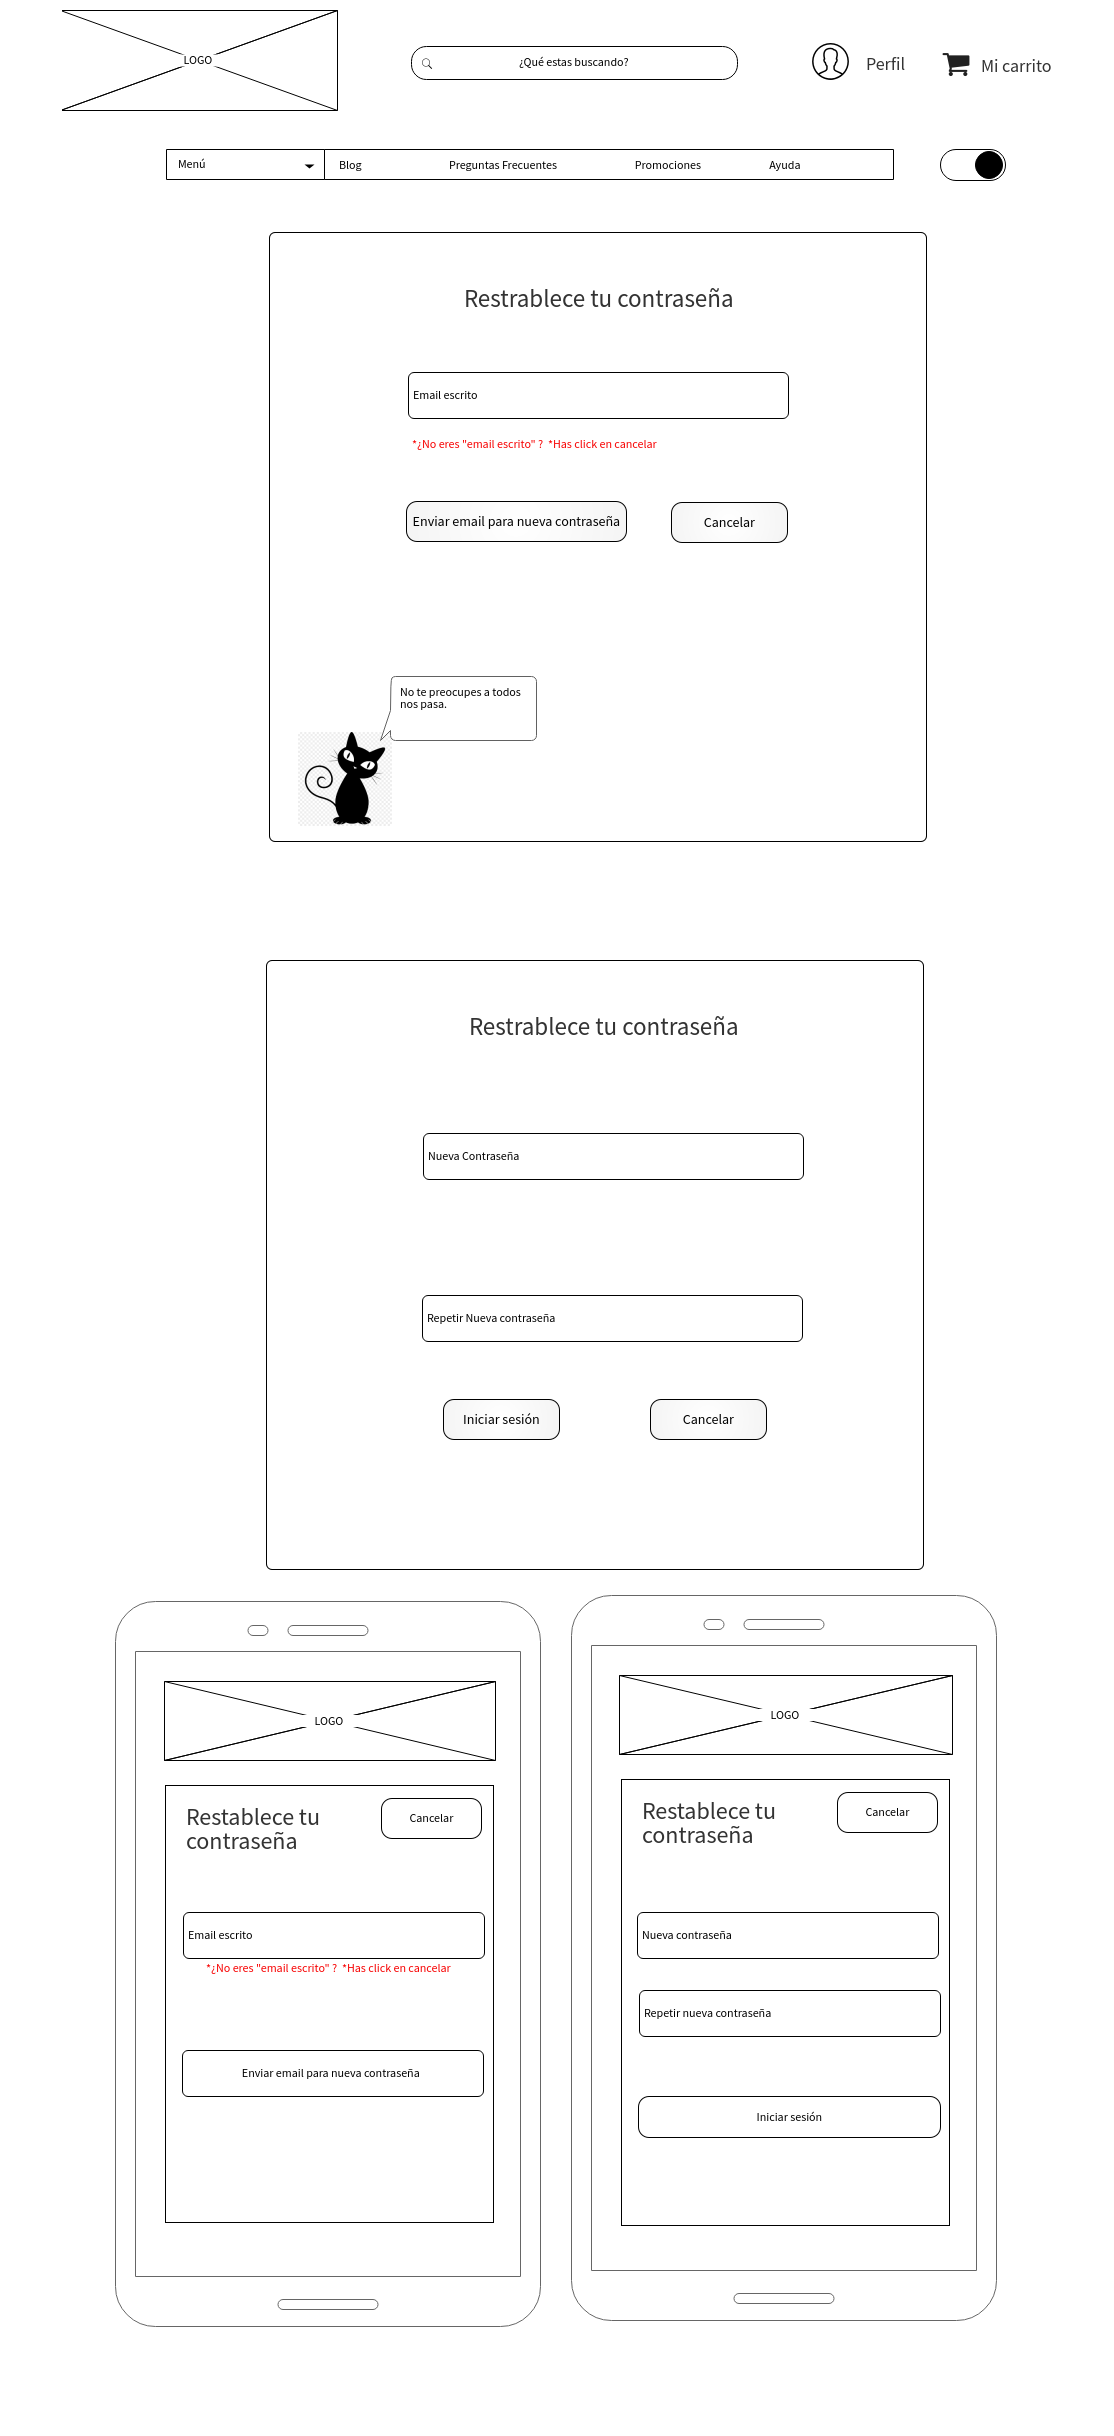 LOGO
¿Qué estas buscando?
Perfil
Mi carrito
Menú
Blog
Preguntas Frecuentes
Promociones
Ayuda
Restrablece tu contraseña
Email escrito
*¿No eres "email escrito" ?  *Has click en cancelar
Enviar email para nueva contraseña
Cancelar
No te preocupes a todos
nos pasa.
Restrablece tu contraseña
Nueva Contraseña
Repetir Nueva contraseña
Iniciar sesión
Cancelar
LOGO
Restablece tu
contraseña
Cancelar
Email escrito
*¿No eres "email escrito" ?  *Has click en cancelar
Enviar email para nueva contraseña
LOGO
Restablece tu
contraseña
Cancelar
Nueva contraseña
Repetir nueva contraseña
Iniciar sesión